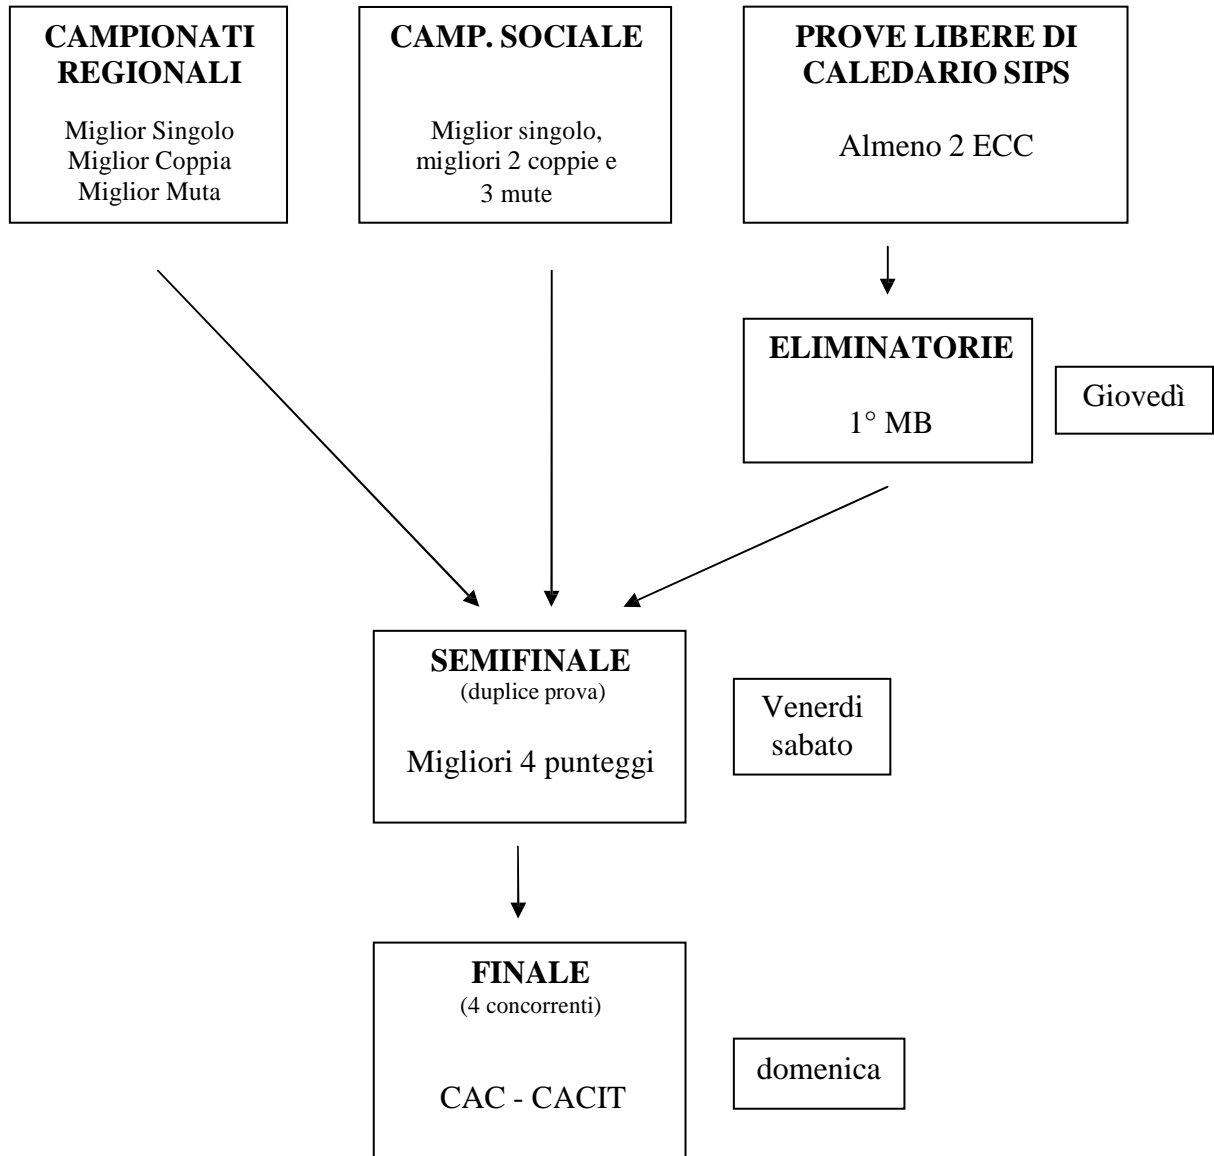 CAMPIONATI
REGIONALI
Miglior Singolo
Miglior Coppia
Miglior Muta
CAMP. SOCIALE
Miglior singolo,
migliori 2 coppie e
3 mute
PROVE LIBERE DI
CALEDARIO SIPS
Almeno 2 ECC
ELIMINATORIE
1° MB
Giovedì
SEMIFINALE
(duplice prova)
Migliori 4 punteggi
Venerdi
sabato
FINALE
(4 concorrenti)
CAC - CACIT
domenica